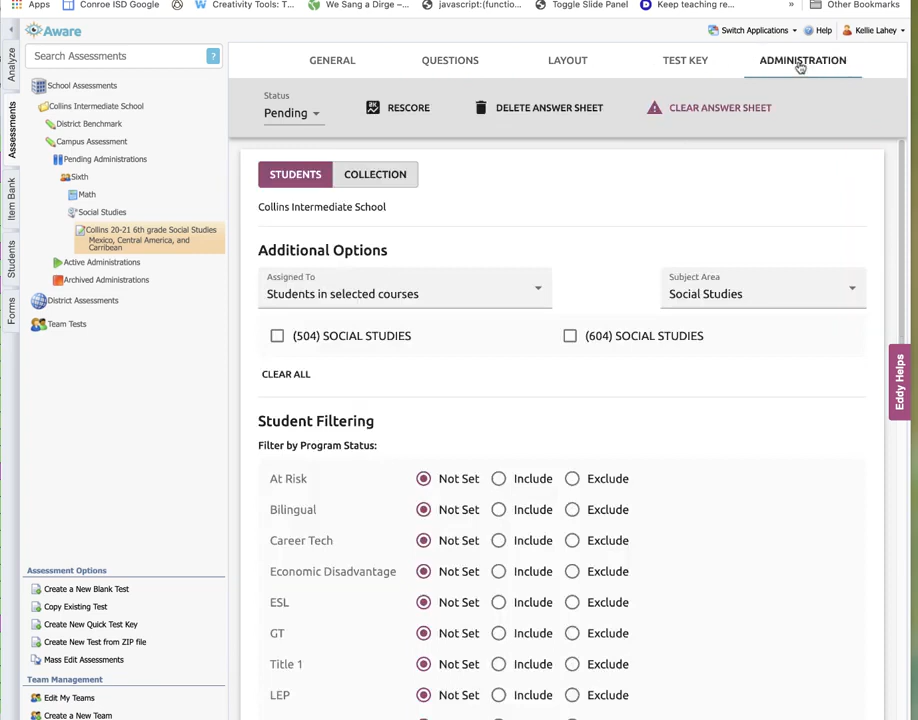 Apps
Conroe ISD Google
Creativity Tools: T...
We Sang a Dirge –...
javascript:(functio...
Toggle Slide Panel
Keep teaching re...
»
Other Bookmarks
Aware
Switch Applications
Help
Kellie Lahey
Analyze
Assessments
Item Bank
Students
Forms
Search Assessments
?
School Assessments
Collins Intermediate School
District Benchmark
Campus Assessment
Pending Administrations
Sixth
Math
Social Studies
Collins 20-21 6th grade Social Studies
Mexico, Central America, and
Carribean
Active Administrations
Archived Administrations
District Assessments
Team Tests
Assessment Options
Create a New Blank Test
Copy Existing Test
Create New Quick Test Key
Create New Test from ZIP file
Mass Edit Assessments
Team Management
Edit My Teams
Create a New Team
GENERAL
QUESTIONS
LAYOUT
TEST KEY
ADMINISTRATION
Status
Pending
RESCORE
DELETE ANSWER SHEET
CLEAR ANSWER SHEET
STUDENTS
COLLECTION
Collins Intermediate School
Additional Options
Assigned To
Students in selected courses
Subject Area
Social Studies
(504) SOCIAL STUDIES
(604) SOCIAL STUDIES
CLEAR ALL
Student Filtering
Filter by Program Status:
At Risk Not Set Include Exclude
Bilingual Not Set Include Exclude
Career Tech Not Set Include Exclude
Economic Disadvantage Not Set Include Exclude
ESL Not Set Include Exclude
GT Not Set Include Exclude
Title 1 Not Set Include Exclude
LEP Not Set Include Exclude
Eddy Helps